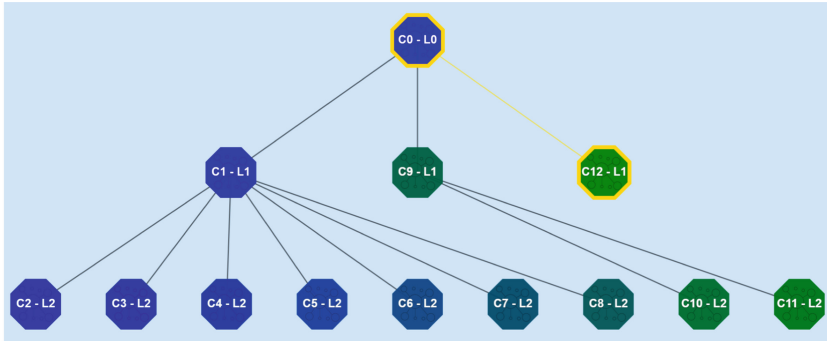 C0 - L0
C1 - L1
C9 - L1
C12 - L1
C2 - L2
C3 - L2
C4 - L2
C5 - L2
C6 - L2
C7 - L2
C8 - L2
C10 - L2
C11 - L2